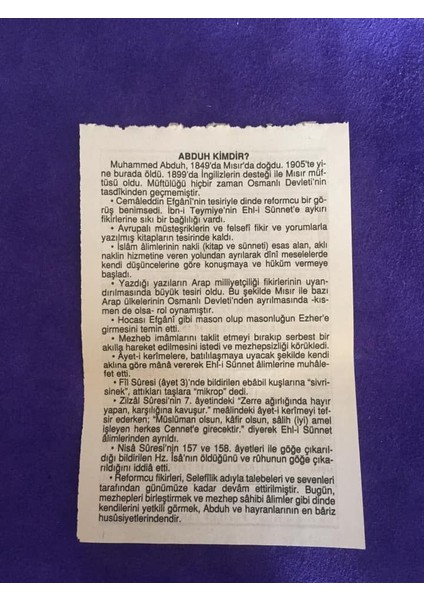 ABDUH KİMDİR?
Muhammed Abduh, 1849'da Mısır'da doğdu. 1905'te yi-
ne burada öldü. 1899'da İngilizlerin desteği ile Mısır müf-
tüsü oldu. Müftülüğü hiçbir zaman Osmanlı Devleti'nin
tasdîkinden geçmemiştir.
• Cemâleddin Efgânî'nin tesiriyle dinde reformcu bir gö-
rüş benimsedi. İbn-i Teymiye'nin Ehl-i Sünnet'e aykırı
fikirlerine sıkı bir bağlılığı vardı.
• Avrupalı müsteşriklerin ve felsefî fikir ve yorumlarla
yazılmış kitapların tesirinde kaldı.
• İslâm âlimlerinin nakli (kitap ve sünneti) esas alan, aklı
naklin hizmetine veren yolundan ayrılarak dînî meselelerde
kendi düşüncelerine göre konuşmaya ve hüküm vermeye
başladı.
• Yazdığı yazıların Arap milliyetçiliği fikirlerinin uyan-
dırılmasında büyük tesiri oldu. Bu şekilde Mısır ile bazı
Arap ülkelerinin Osmanlı Devleti'nden ayrılmasında -kıs-
men de olsa- rol oynamıştır.
• Hocası Efgânî gibi mason olup masonluğun Ezher'e
girmesini temin etti.
• Mezheb imâmlarını taklit etmeyi bırakıp serbest bir
akılla hareket edilmesini istedi ve mezhepsizliği körükledi.
• Âyet-i kerîmelere, batılılaşmaya uyacak şekilde kendi
aklına göre mânâ vererek Ehl-i Sünnet âlimlerine muhâle-
fet etti.
• Fîl Sûresi (âyet 3)'nde bildirilen ebâbil kuşlarına "sivri-
sinek", attıkları taşlara "mikrop" dedi.
• Zilzâl Sûresi'nin 7. âyetindeki "Zerre ağırlığında hayır
yapan, karşılığına kavuşur." meâlindeki âyet-i kerîmeyi tef-
sir ederken; "Müslüman olsun, kâfir olsun, sâlih (iyi) amel
işleyen herkes Cennet'e girecektir." diyerek Ehl-i Sünnet
âlimlerinden ayrıldı.
• Nisâ Sûresi'nin 157 ve 158. âyetleri ile göğe çıkarıl-
dığı bildirilen Hz. Îsâ'nın öldüğünü ve rûhunun göğe çıka-
rıldığını iddiâ etti.
• Reformcu fikirleri, Selefîlik adıyla talebeleri ve sevenleri
tarafından günümüze kadar devâm ettirilmiştir. Bugün,
mezhepleri birleştirmek ve mezhep sâhibi âlimler gibi dinde
kendilerini yetkili görmek, Abduh ve hayranlarının en bâriz
husûsiyetlerindendir.